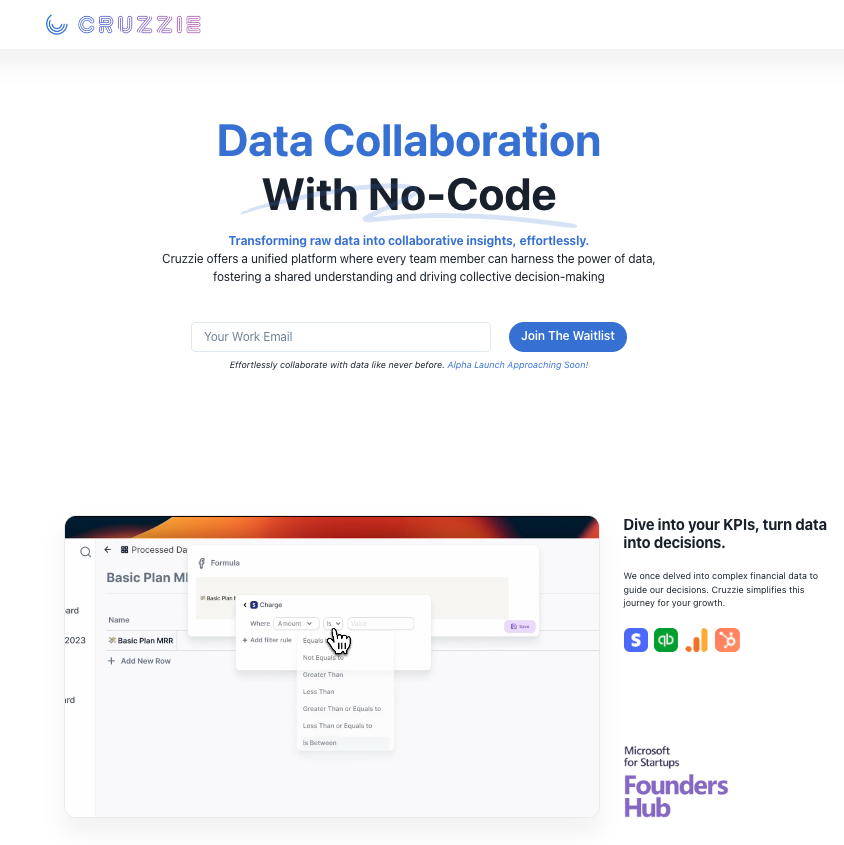 CRUZZIE
Data Collaboration
With No-Code
Transforming raw data into collaborative insights, effortlessly.
Cruzzie offers a unified platform where every team member can harness the power of data,
fostering a shared understanding and driving collective decision-making
Your Work Email
Join The Waitlist
Effortlessly collaborate with data like never before. Alpha Launch Approaching Soon!
Processed Da
Formula
Basic Plan MI
Basic Plan
Charge
Where Amount Is Value
Add filter rule
Equals
Not Equals to
Greater Than
Less Than
Greater Than or Equals to
Less Than or Equals to
Is Between
Save
ard
Name
2023
Basic Plan MRR
Add New Row
rd
Dive into your KPIs, turn data
into decisions.
We once delved into complex financial data to
guide our decisions. Cruzzie simplifies this
journey for your growth.
S
qb
Microsoft
for Startups
Founders
Hub